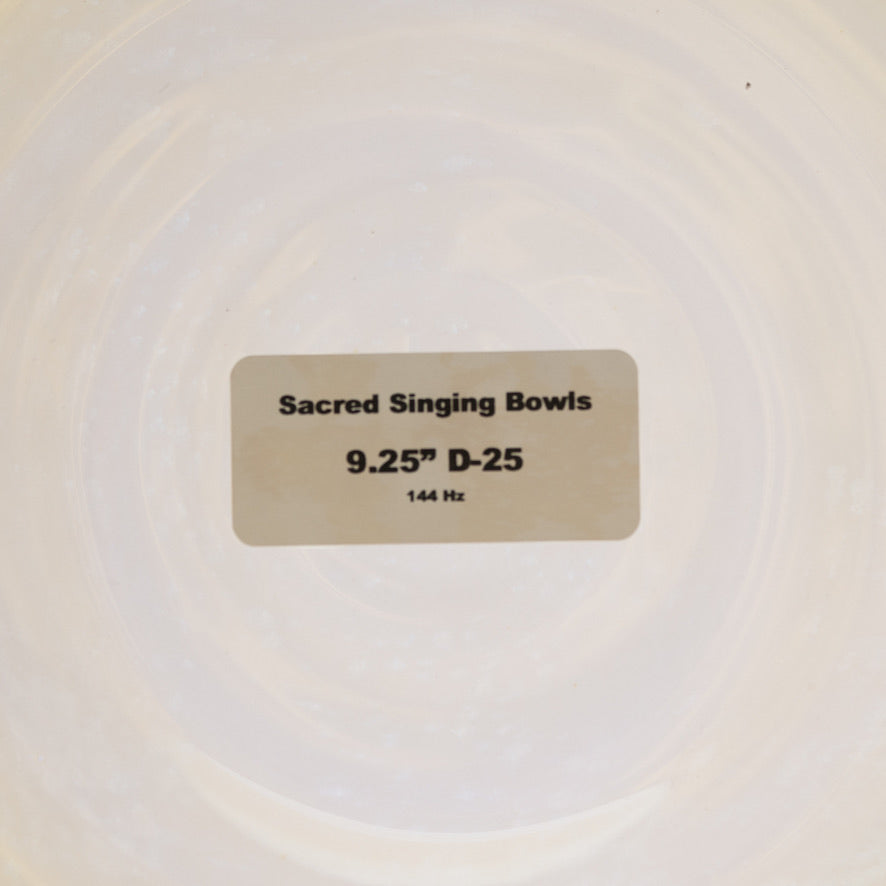 Sacred Singing Bowls
9.25” D-25
144 Hz